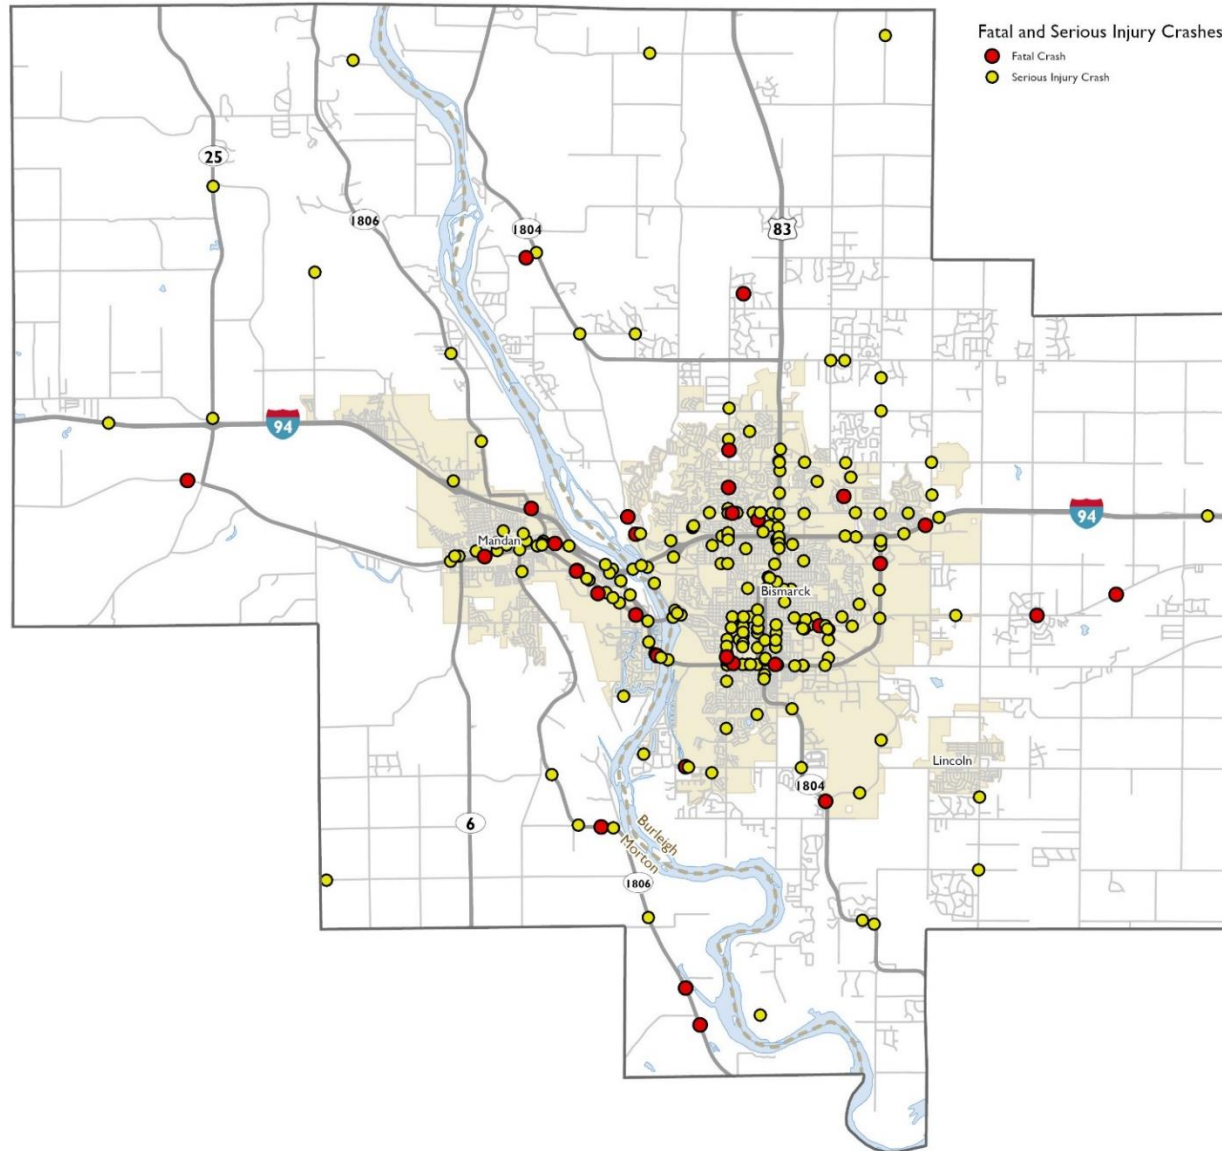 Fatal and Serious Injury Crashes
Fatal Crash
Serious Injury Crash
25
1806
1804
83
94
94
Mandan
Bismarck
Lincoln
1804
6
Burleigh
Morton
1806